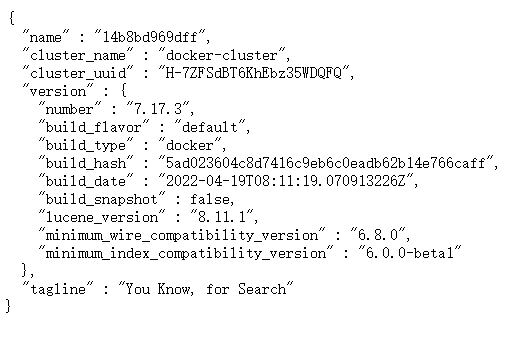 {
  "name" : "14b8bd969dff",
  "cluster_name" : "docker-cluster",
  "cluster_uuid" : "H-7ZFSdBT6KhEbz35WDQFQ",
  "version" : {
    "number" : "7.17.3",
    "build_flavor" : "default",
    "build_type" : "docker",
    "build_hash" : "5ad023604c8d7416c9eb6c0eadb62b14e766caff",
    "build_date" : "2022-04-19T08:11:19.070913226Z",
    "build_snapshot" : false,
    "lucene_version" : "8.11.1",
    "minimum_wire_compatibility_version" : "6.8.0",
    "minimum_index_compatibility_version" : "6.0.0-beta1"
  },
  "tagline" : "You Know, for Search"
}